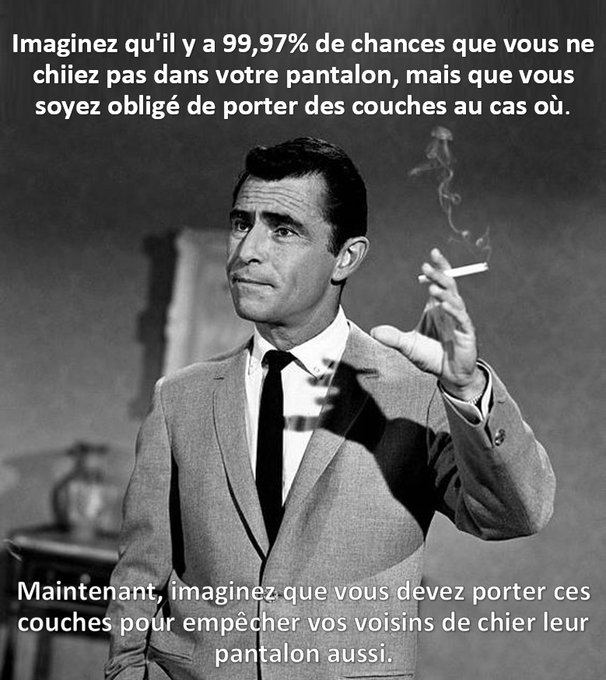 Imaginez qu'il y a 99,97% de chances que vous ne
chiiez pas dans votre pantalon, mais que vous
soyez obligé de porter des couches au cas où.
Maintenant, imaginez que vous devez porter ces
couches pour empêcher vos voisins de chier leur
pantalon aussi.